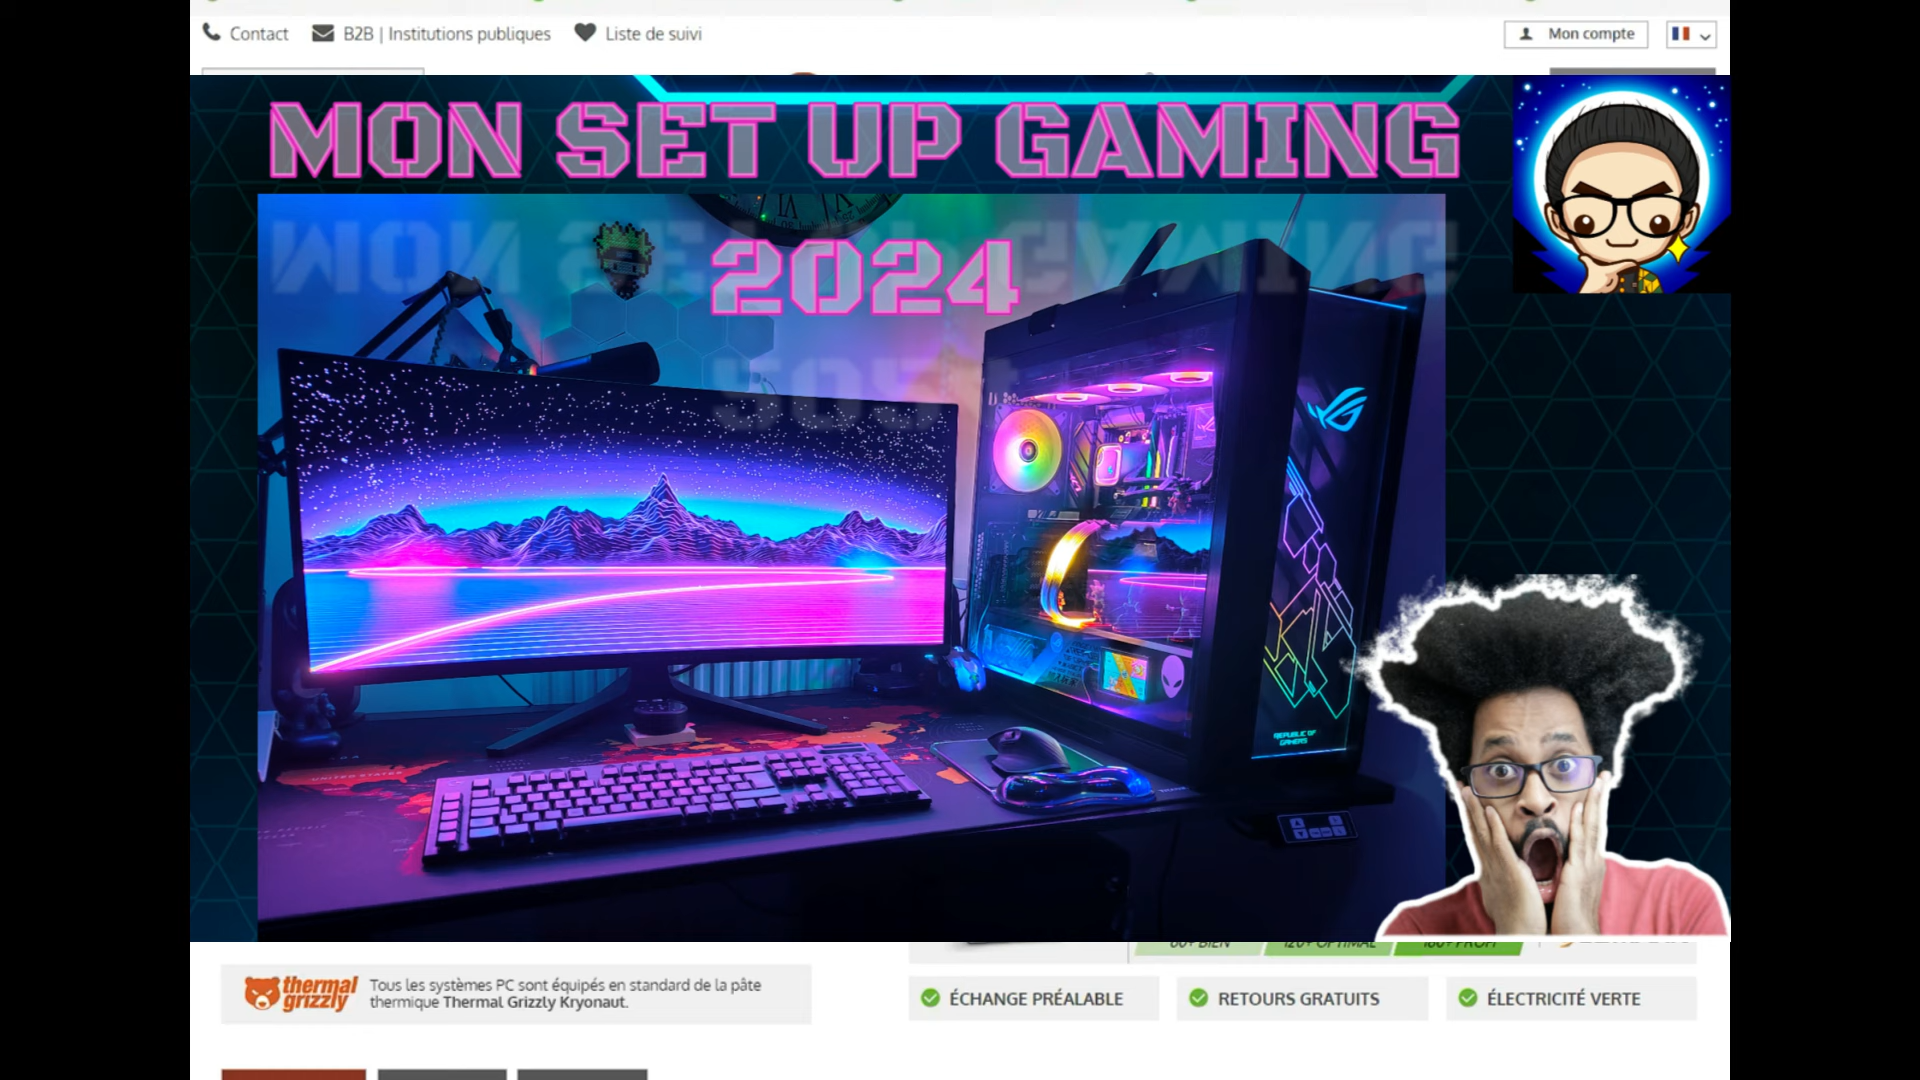 Contact
B2B | Institutions publiques
Liste de suivi
Mon compte
MON SET UP GAMING
2024
REPUBLIC OF
GAMERS
UNITED STATES
thermal
grizzly
Tous les systèmes PC sont équipés en standard de la pâte
thermique Thermal Grizzly Kryonaut.
ÉCHANGE PRÉALABLE
RETOURS GRATUITS
ÉLECTRICITÉ VERTE